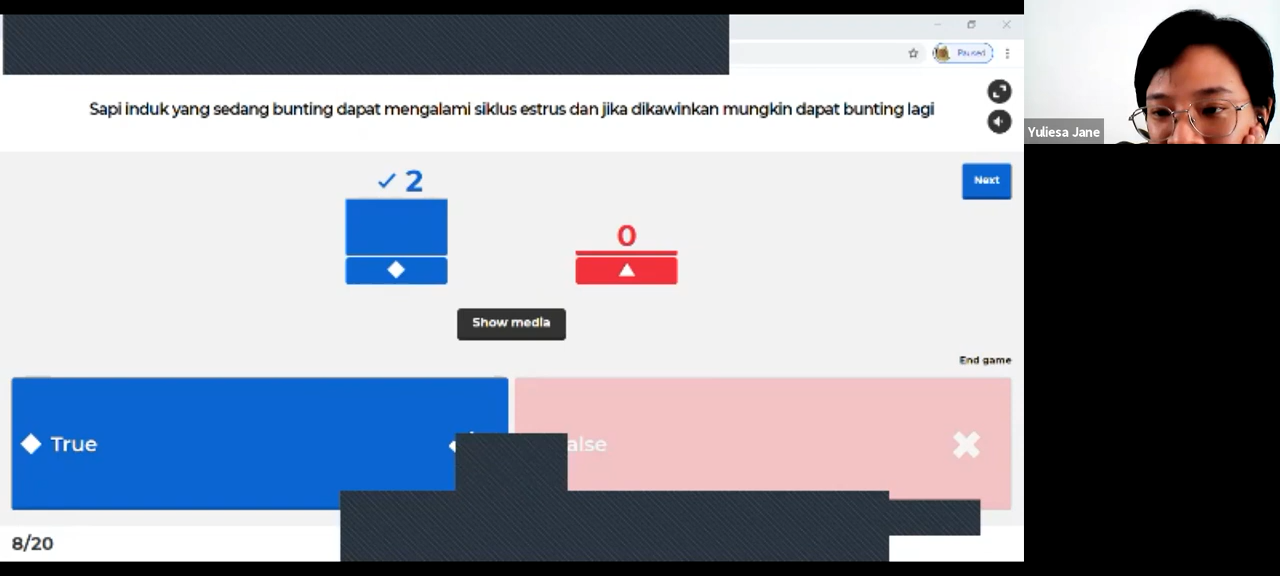 Paused
Sapi induk yang sedang bunting dapat mengalami siklus estrus dan jika dikawinkan mungkin dapat bunting lagi
Yuliesa Jane
Next
2
0
Show media
End game
True
alse
8/20